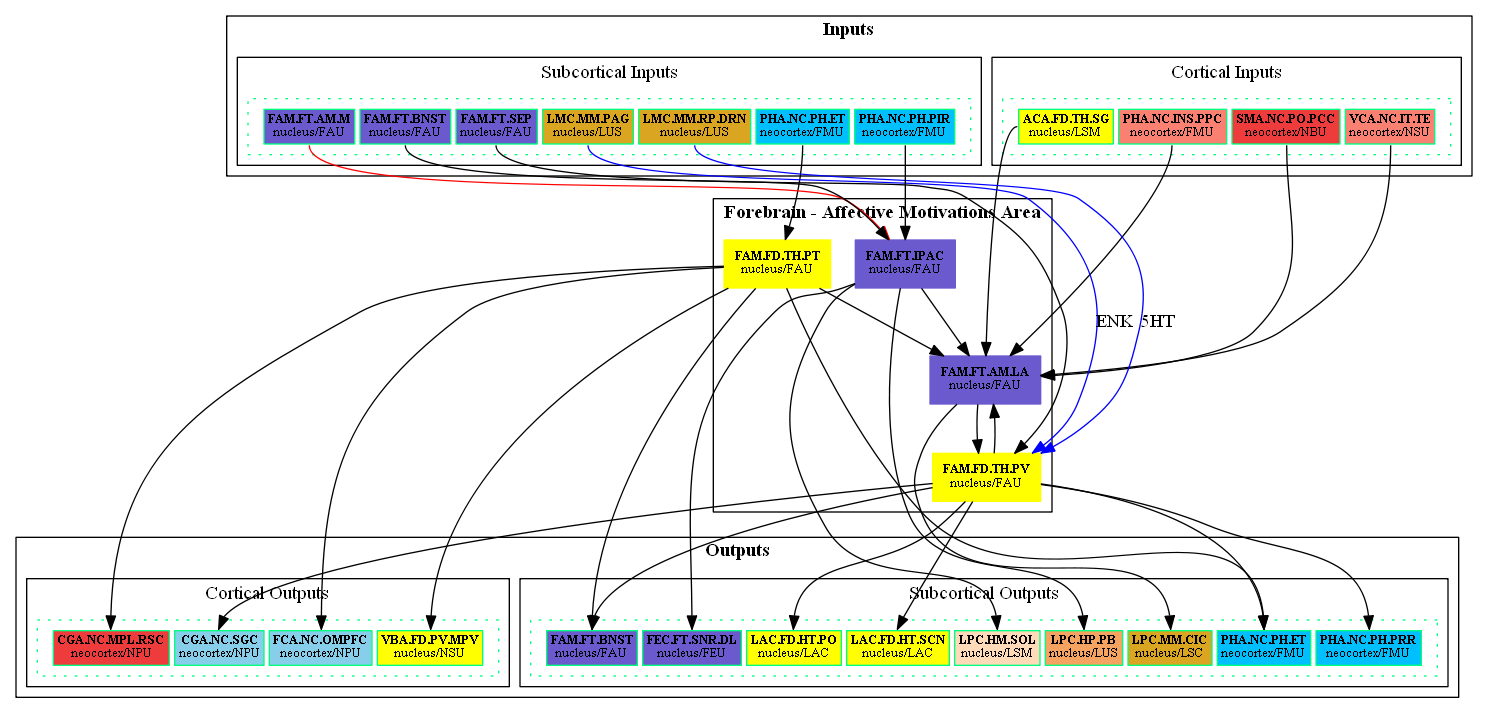 Inputs
Subcortical Inputs
Cortical Inputs
FAM.FT.AM.M
nucleus/FAU
FAM.FT.BNST
nucleus/FAU
FAM.FT.SEP
nucleus/FAU
LMC.MM.PAG
nucleus/LUS
LMC.MM.RP.DRN
nucleus/LUS
PHA.NC.PH.ET
neocortex/FMU
PHA.NC.PH.PIR
neocortex/FMU
ACA.FD.TH.SG
nucleus/LSM
PHA.NC.INS.PPC
neocortex/FMU
SMA.NC.PO.PCC
neocortex/NBU
VCA.NC.IT.TE
neocortex/NSU
Forebrain - Affective Motivations Area
FAM.FD.TH.PT
nucleus/FAU
FAM.FT.IPAC
nucleus/FAU
ENK
5HT
FAM.FT.AM.LA
nucleus/FAU
FAM.FD.TH.PV
nucleus/FAU
Outputs
Cortical Outputs
Subcortical Outputs
CGA.NC.MPL.RSC
neocortex/NPU
CGA.NC.SGC
neocortex/NPU
FCA.NC.OMPFC
neocortex/NPU
VBA.FD.PV.MPV
nucleus/NSU
FAM.FT.BNST
nucleus/FAU
FEC.FT.SNR.DL
nucleus/FEU
LAC.FD.HT.PO
nucleus/LAC
LAC.FD.HT.SCN
nucleus/LAC
LPC.HM.SOL
nucleus/LSM
LPC.HP.PB
nucleus/LUS
LPC.MM.CIC
nucleus/LSC
PHA.NC.PH.ET
neocortex/FMU
PHA.NC.PH.PRR
neocortex/FMU